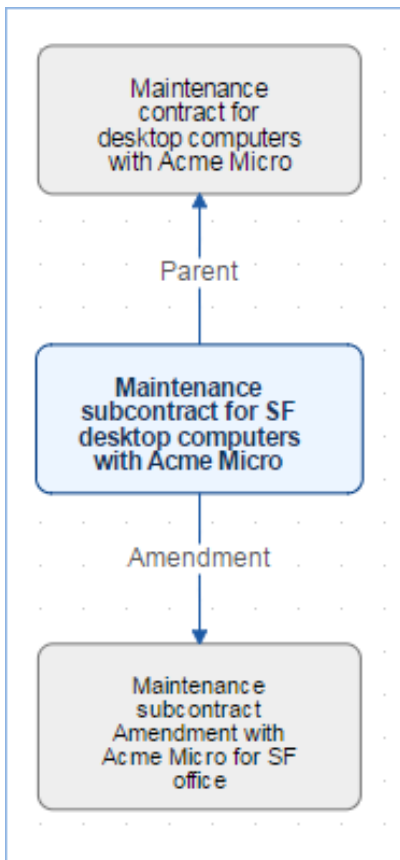 Maintenance
contract for
desktop computers
with Acme Micro
Parent
Maintenance
subcontract for SF
desktop computers
with Acme Micro
Amendment
Maintenance
subcontract
Amendment with
Acme Micro for SF
office